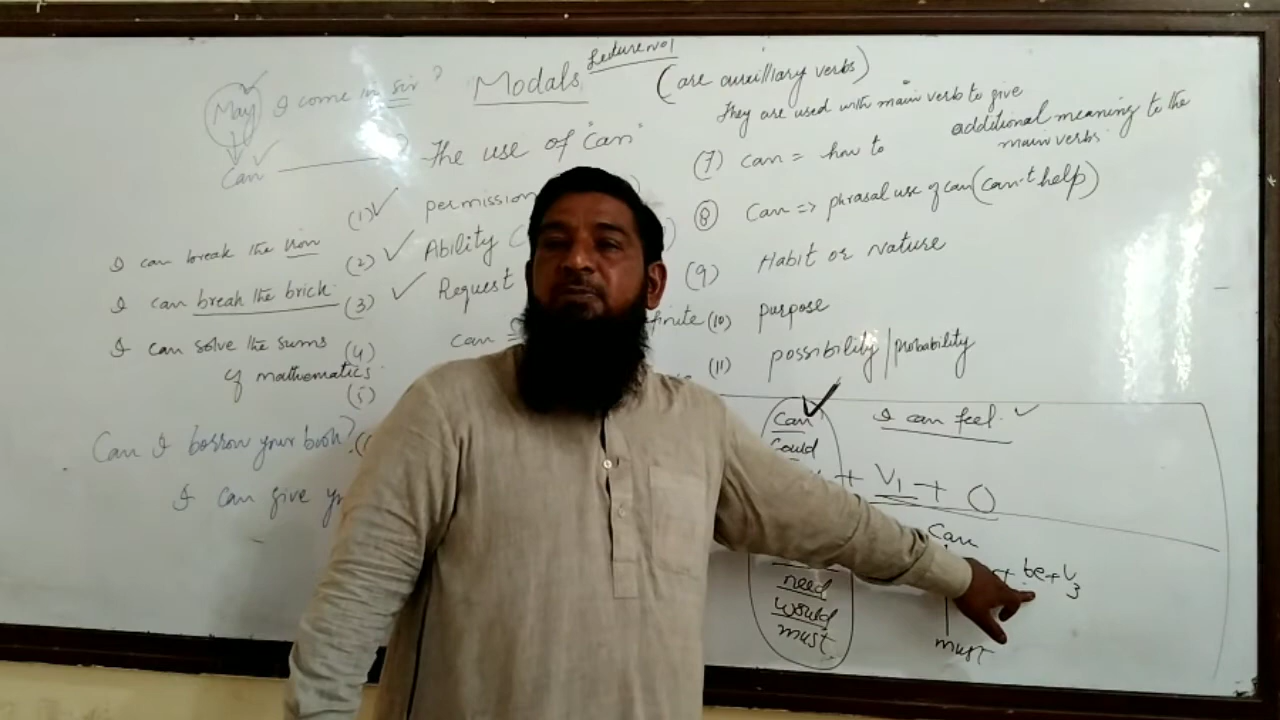 Lecture no 1
May I come in sir?
Modals
(are auxilliary verbs)
They are used with main verb to give
additional meaning to the
main verbs.
Can ?
The use of "can"
(1) permission
(2) Ability
(3) Request
can =
(4)
(5)
(7) can = how to
(8) Can => phrasal use of can (can't help)
(9) Habit or Nature
(10) purpose
(11) possibility/probability
I can break the
I can break the brick.
I can solve the sums
of mathematics.
Can I borrow your book?
I can give
Can
Could
need
would
must
I can feel.
+ V1 + O
Can
+ be + V3
must